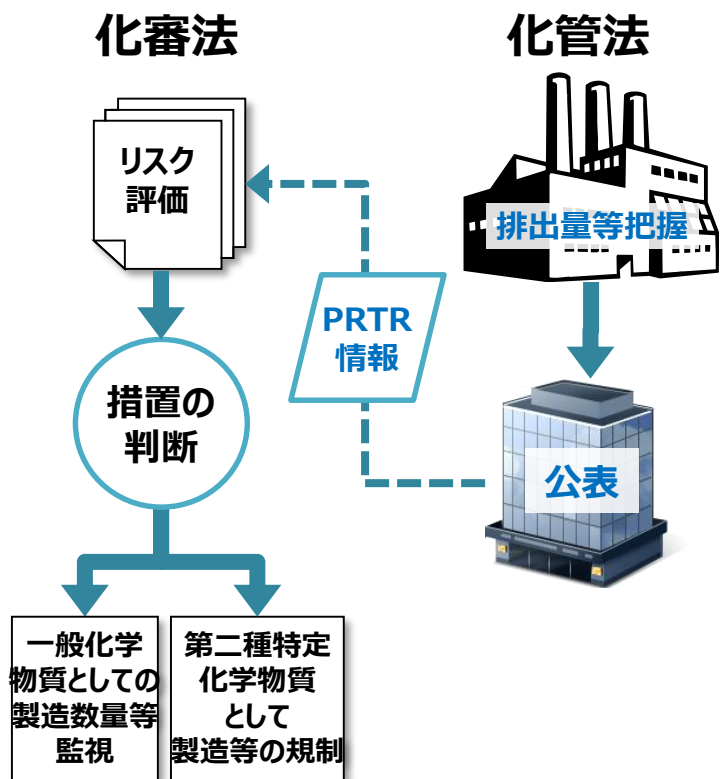 化審法
化管法
リスク
評価
排出量等把握
PRTR
情報
措置の
判断
公表
一般化学
物質としての
製造数量等
監視
第二種特定
化学物質
として
製造等の規制